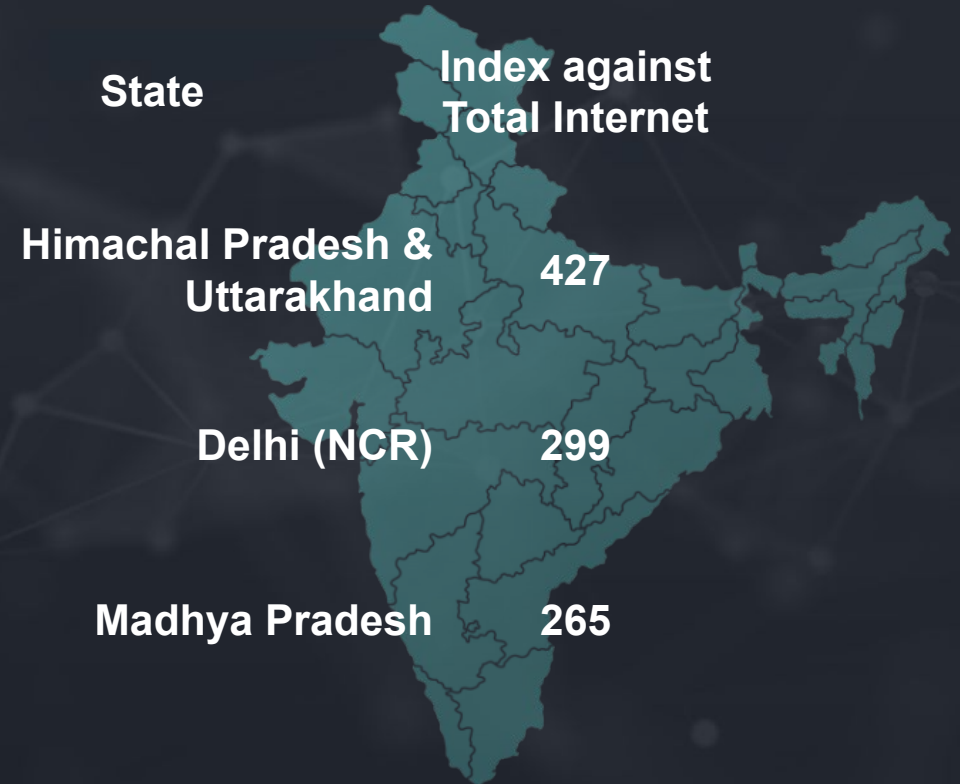 State
Index against
Total Internet
Himachal Pradesh &
Uttarakhand
427
Delhi (NCR)
299
Madhya Pradesh
265